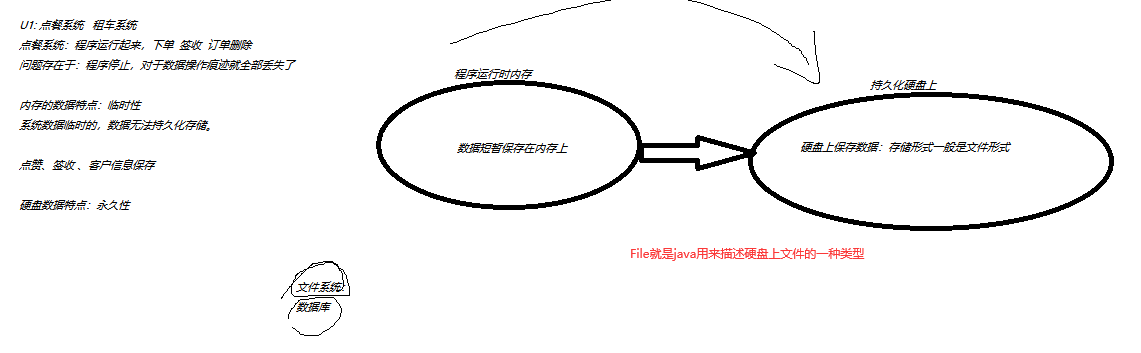 U1: 点餐系统 租车系统
点餐系统：程序运行起来，下单 签收 订单删除
问题存在于：程序停止，对于数据操作痕迹就全部丢失了
内存的数据特点：临时性
系统数据临时的，数据无法持久化存储。
点赞、签收 、客户信息保存
硬盘数据特点：永久性
程序运行时内存
数据短暂保存在内存上
持久化硬盘上
硬盘上保存数据：存储形式一般是文件形式
File就是java用来描述硬盘上文件的一种类型
文件系统:
数据库